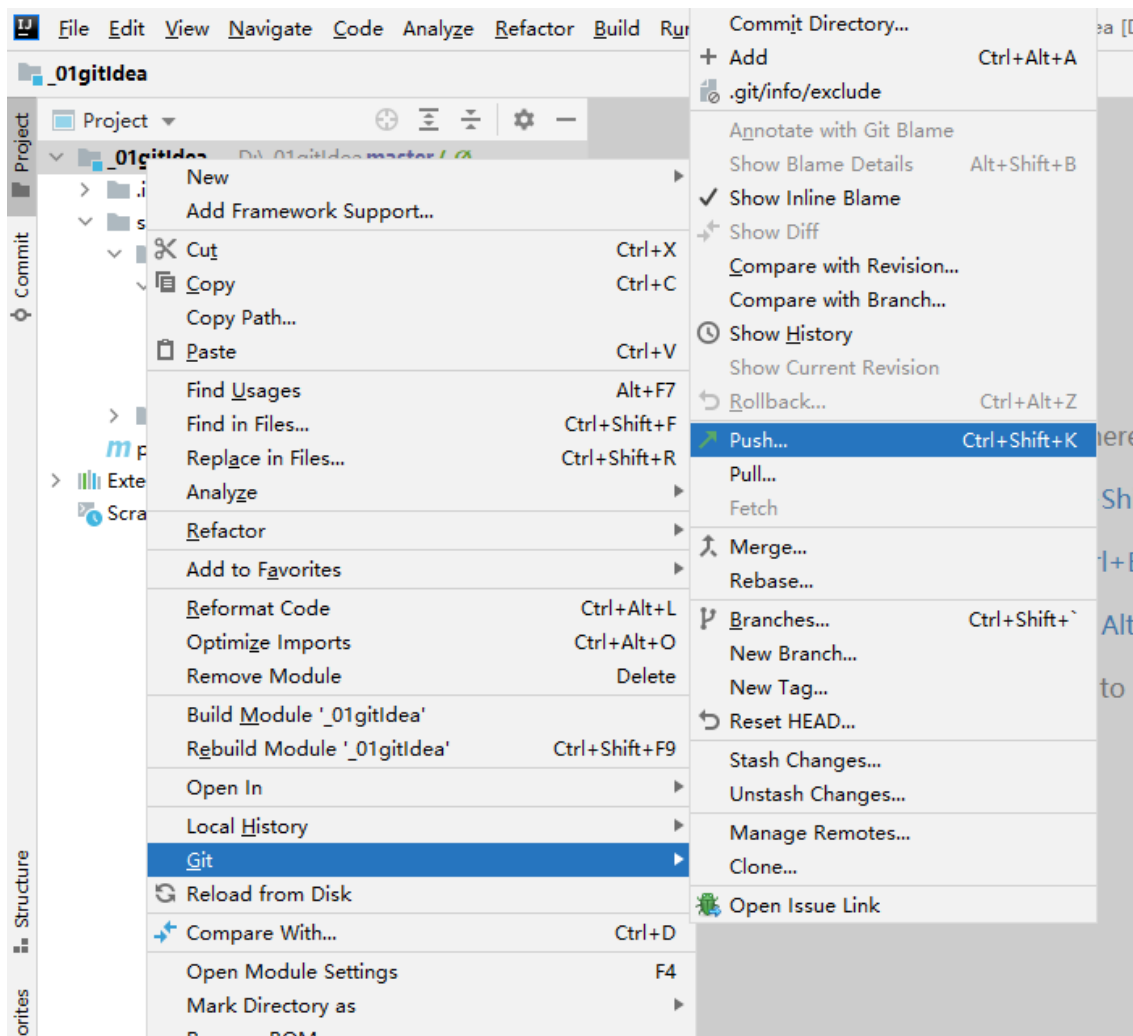 File Edit View Navigate Code Analyze Refactor Build
_01gitIdea
Project
Project
Commit
Structure
_01gitIdea D:\_01gitIdea master / Ø
New
Add Framework Support...
Cut Ctrl+X
Copy Ctrl+C
Copy Path...
Paste Ctrl+V
Find Usages Alt+F7
Find in Files... Ctrl+Shift+F
Replace in Files... Ctrl+Shift+R
Analyze
Refactor
Add to Favorites
Reformat Code Ctrl+Alt+L
Optimize Imports Ctrl+Alt+O
Remove Module Delete
Build Module '_01gitIdea'
Rebuild Module '_01gitIdea' Ctrl+Shift+F9
Open In
Local History
Git
Reload from Disk
Compare With... Ctrl+D
Open Module Settings F4
Mark Directory as
Commit Directory...
Add Ctrl+Alt+A
.git/info/exclude
Annotate with Git Blame
Show Blame Details Alt+Shift+B
Show Inline Blame
Show Diff
Compare with Revision...
Compare with Branch...
Show History
Show Current Revision
Rollback... Ctrl+Alt+Z
Push... Ctrl+Shift+K
Pull...
Fetch
Merge...
Rebase...
Branches... Ctrl+Shift+`
New Branch...
New Tag...
Reset HEAD...
Stash Changes...
Unstash Changes...
Manage Remotes...
Clone...
Open Issue Link
to